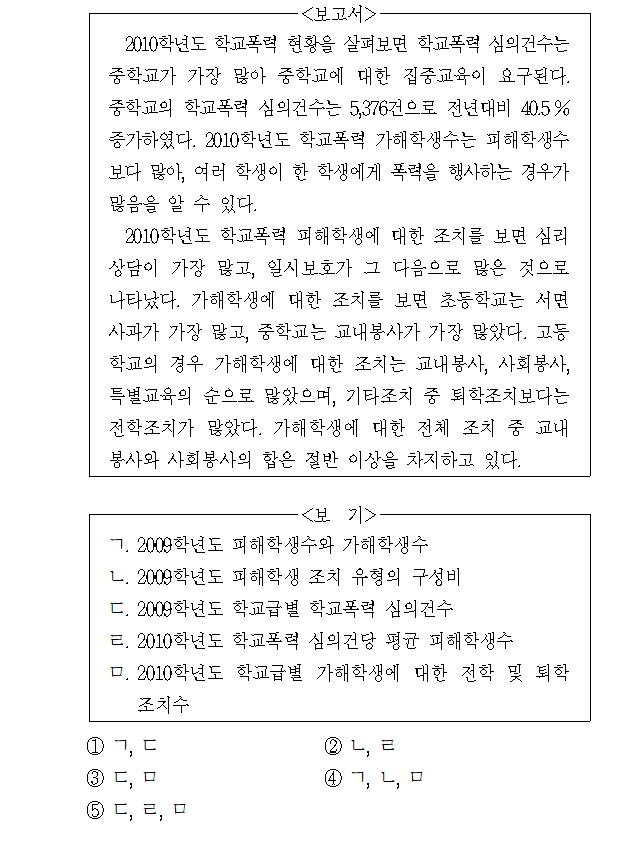 <보고서>
2010학년도 학교폭력 현황을 살펴보면 학교폭력 심의건수는
중학교가 가장 많아 중학교에 대한 집중교육이 요구된다.
중학교의 학교폭력 심의건수는 5,376건으로 전년대비 40.5%
증가하였다. 2010학년도 학교폭력 가해학생수는 피해학생수
보다 많아, 여러 학생이 한 학생에게 폭력을 행사하는 경우가
많음을 알 수 있다.
2010학년도 학교폭력 피해학생에 대한 조치를 보면 심리
상담이 가장 많고, 일시보호가 그 다음으로 많은 것으로
나타났다. 가해학생에 대한 조치를 보면 초등학교는 서면
사과가 가장 많고, 중학교는 교내봉사가 가장 많았다. 고등
학교의 경우 가해학생에 대한 조치는 교내봉사, 사회봉사,
특별교육의 순으로 많았으며, 기타조치 중 퇴학조치보다는
전학조치가 많았다. 가해학생에 대한 전체 조치 중 교내
봉사와 사회봉사의 합은 절반 이상을 차지하고 있다.
<보 기>
ㄱ. 2009학년도 피해학생수와 가해학생수
ㄴ. 2009학년도 피해학생 조치 유형의 구성비
ㄷ. 2009학년도 학교급별 학교폭력 심의건수
ㄹ. 2010학년도 학교폭력 심의건당 평균 피해학생수
ㅁ. 2010학년도 학교급별 가해학생에 대한 전학 및 퇴학
조치수
① ㄱ, ㄷ ② ㄴ, ㄹ
③ ㄷ, ㅁ ④ ㄱ, ㄴ, ㅁ
⑤ ㄷ, ㄹ, ㅁ